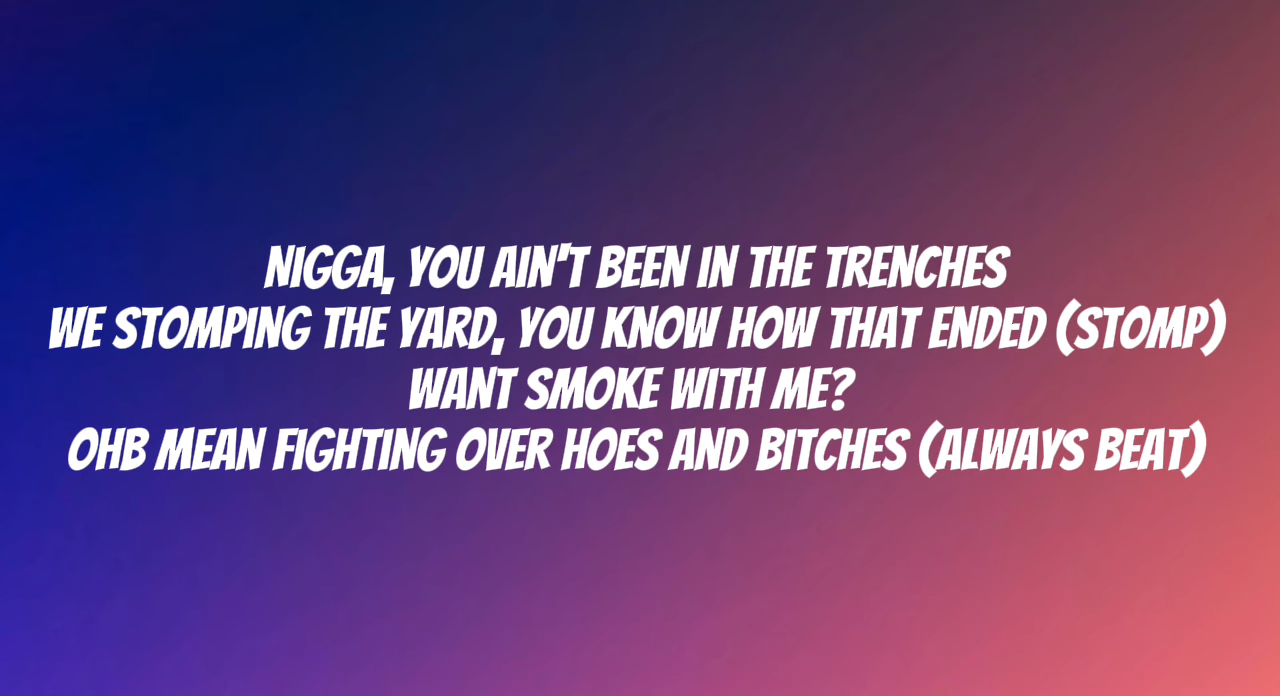 NIGGA, YOU AIN'T BEEN IN THE TRENCHES
WE STOMPING THE YARD, YOU KNOW HOW THAT ENDED (STOMP)
WANT SMOKE WITH ME?
OHB MEAN FIGHTING OVER HOES AND BITCHES (ALWAYS BEAT)